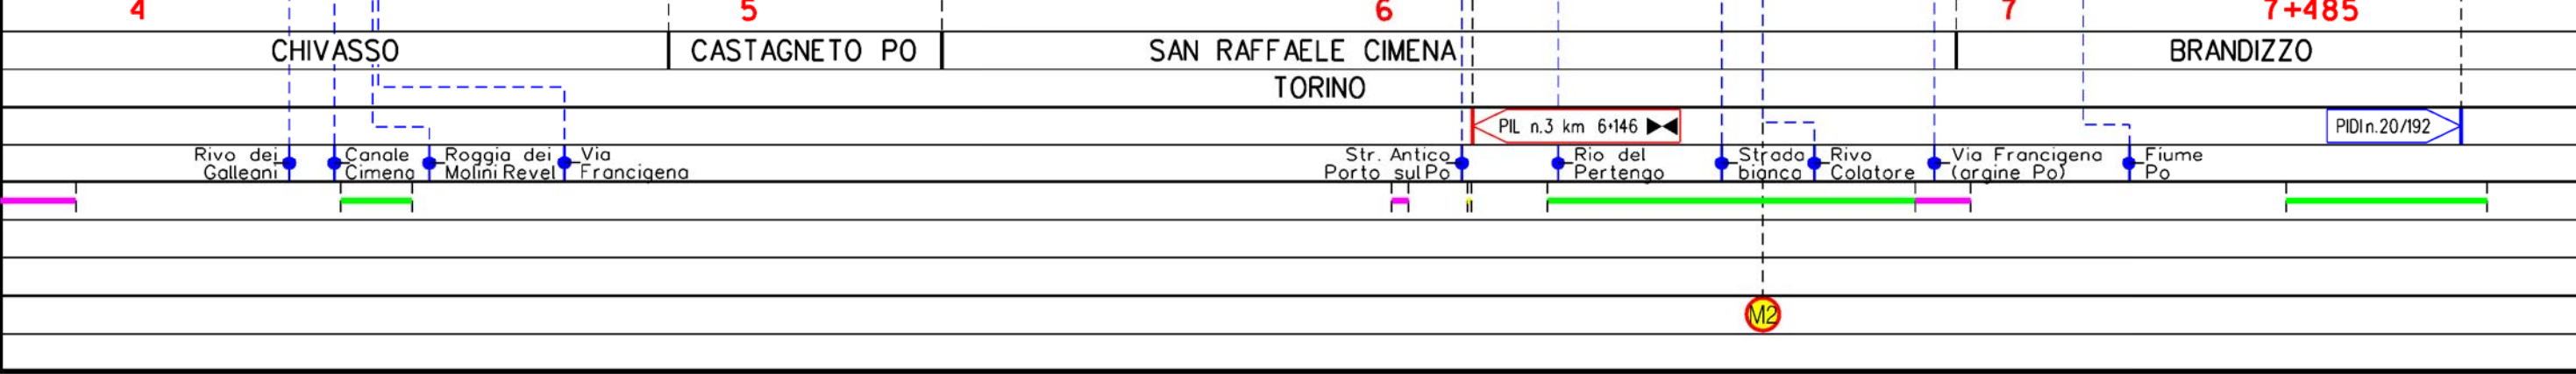 4 5 6 7 7+485
CHIVASSO CASTAGNETO PO SAN RAFFAELE CIMENA BRANDIZZO
TORINO
PIL n.3 km 6+146 PIDI n.20/192
Rivo dei Canale Roggia dei Via Str. Antico Rio del Strada Rivo Via Francigena Fiume
Galleani Cimena Molini Revel Francigena Porto sul Po Pertengo bianca Colatore (argine Po) Po
M2